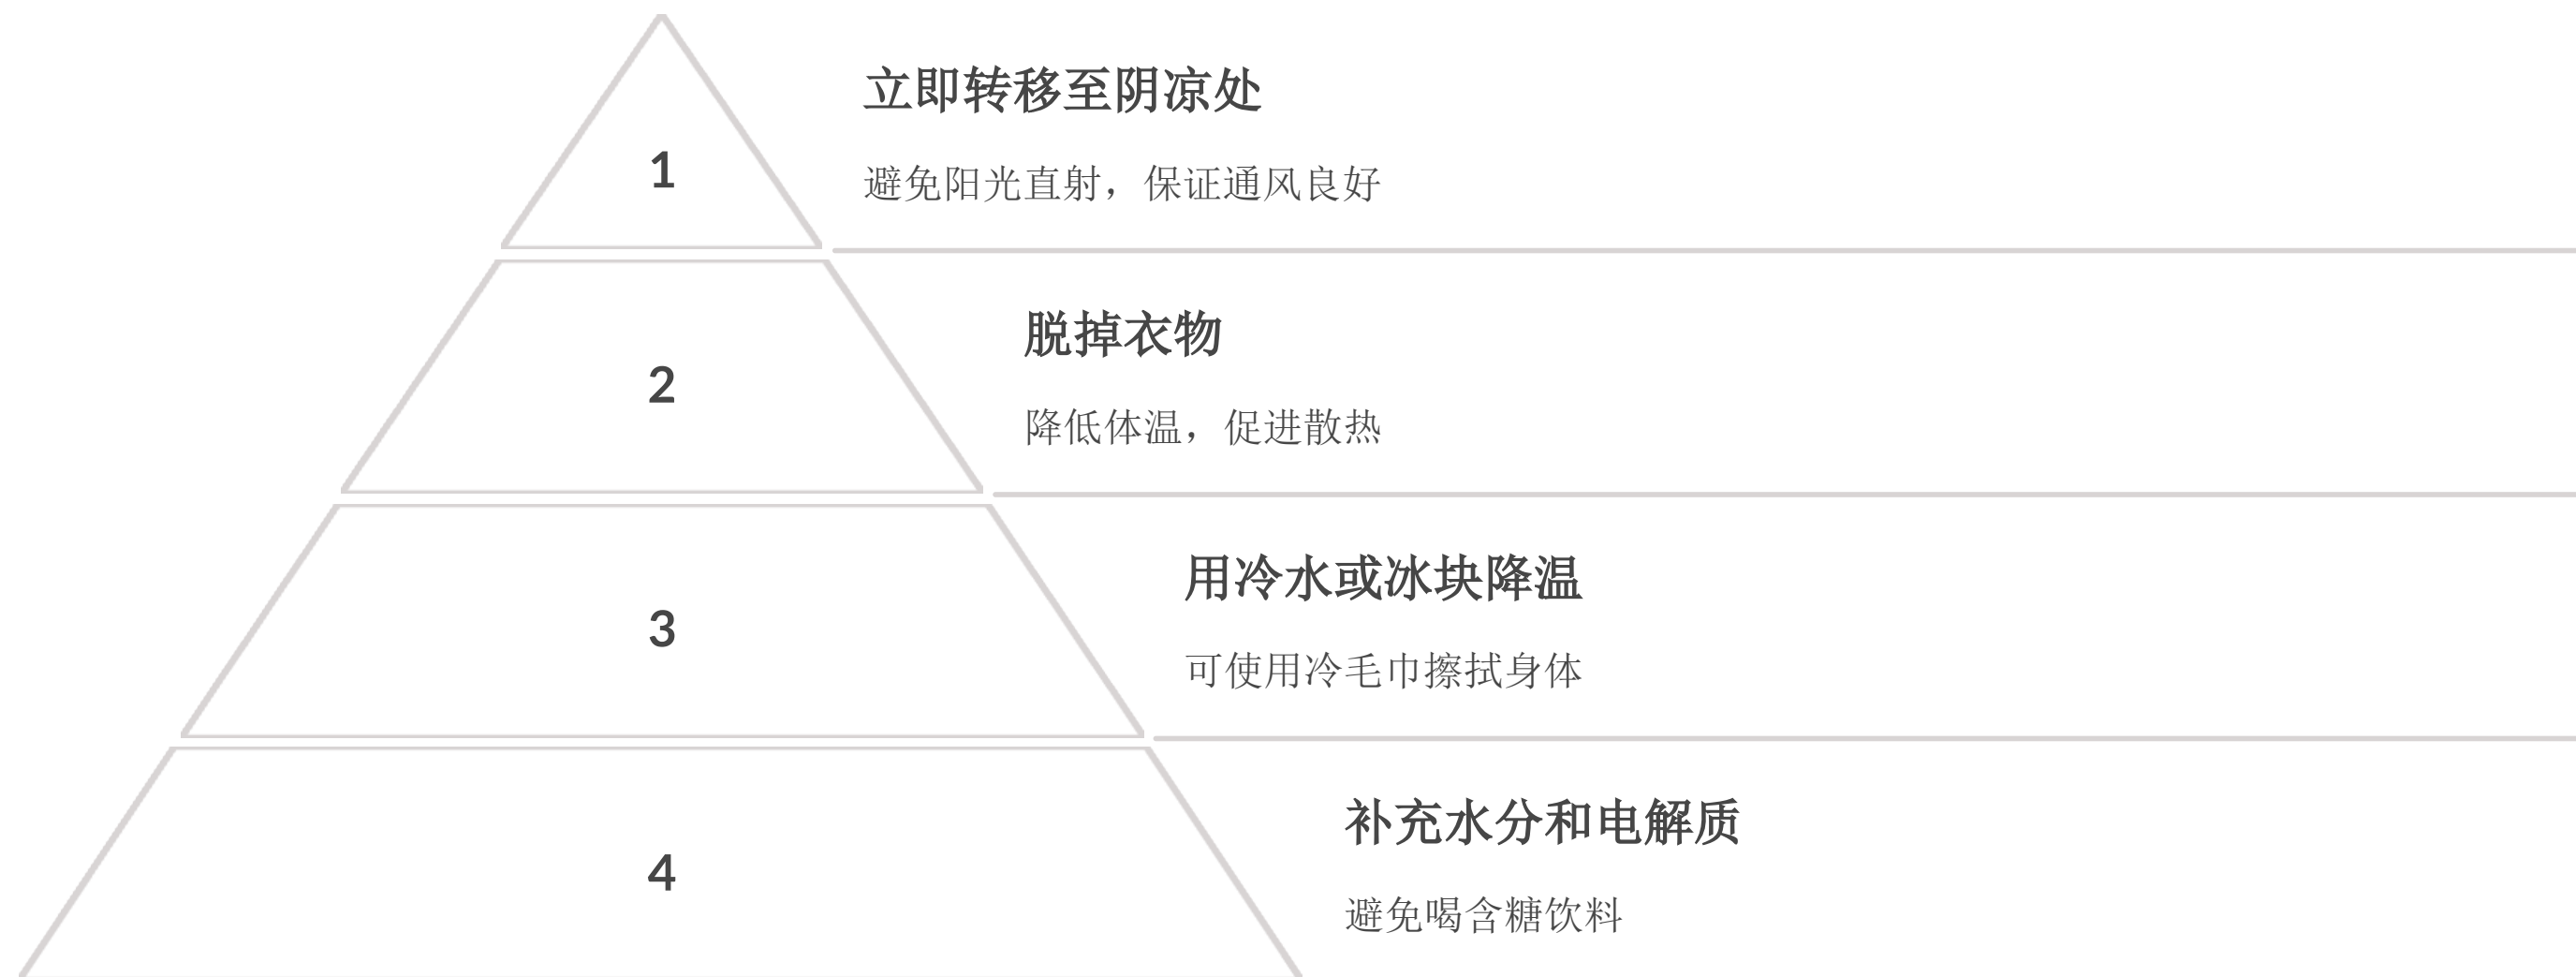 1
立即转移至阴凉处
避免阳光直射，保证通风良好
2
脱掉衣物
降低体温，促进散热
3
用冷水或冰块降温
可使用冷毛巾擦拭身体
4
补充水分和电解质
避免喝含糖饮料